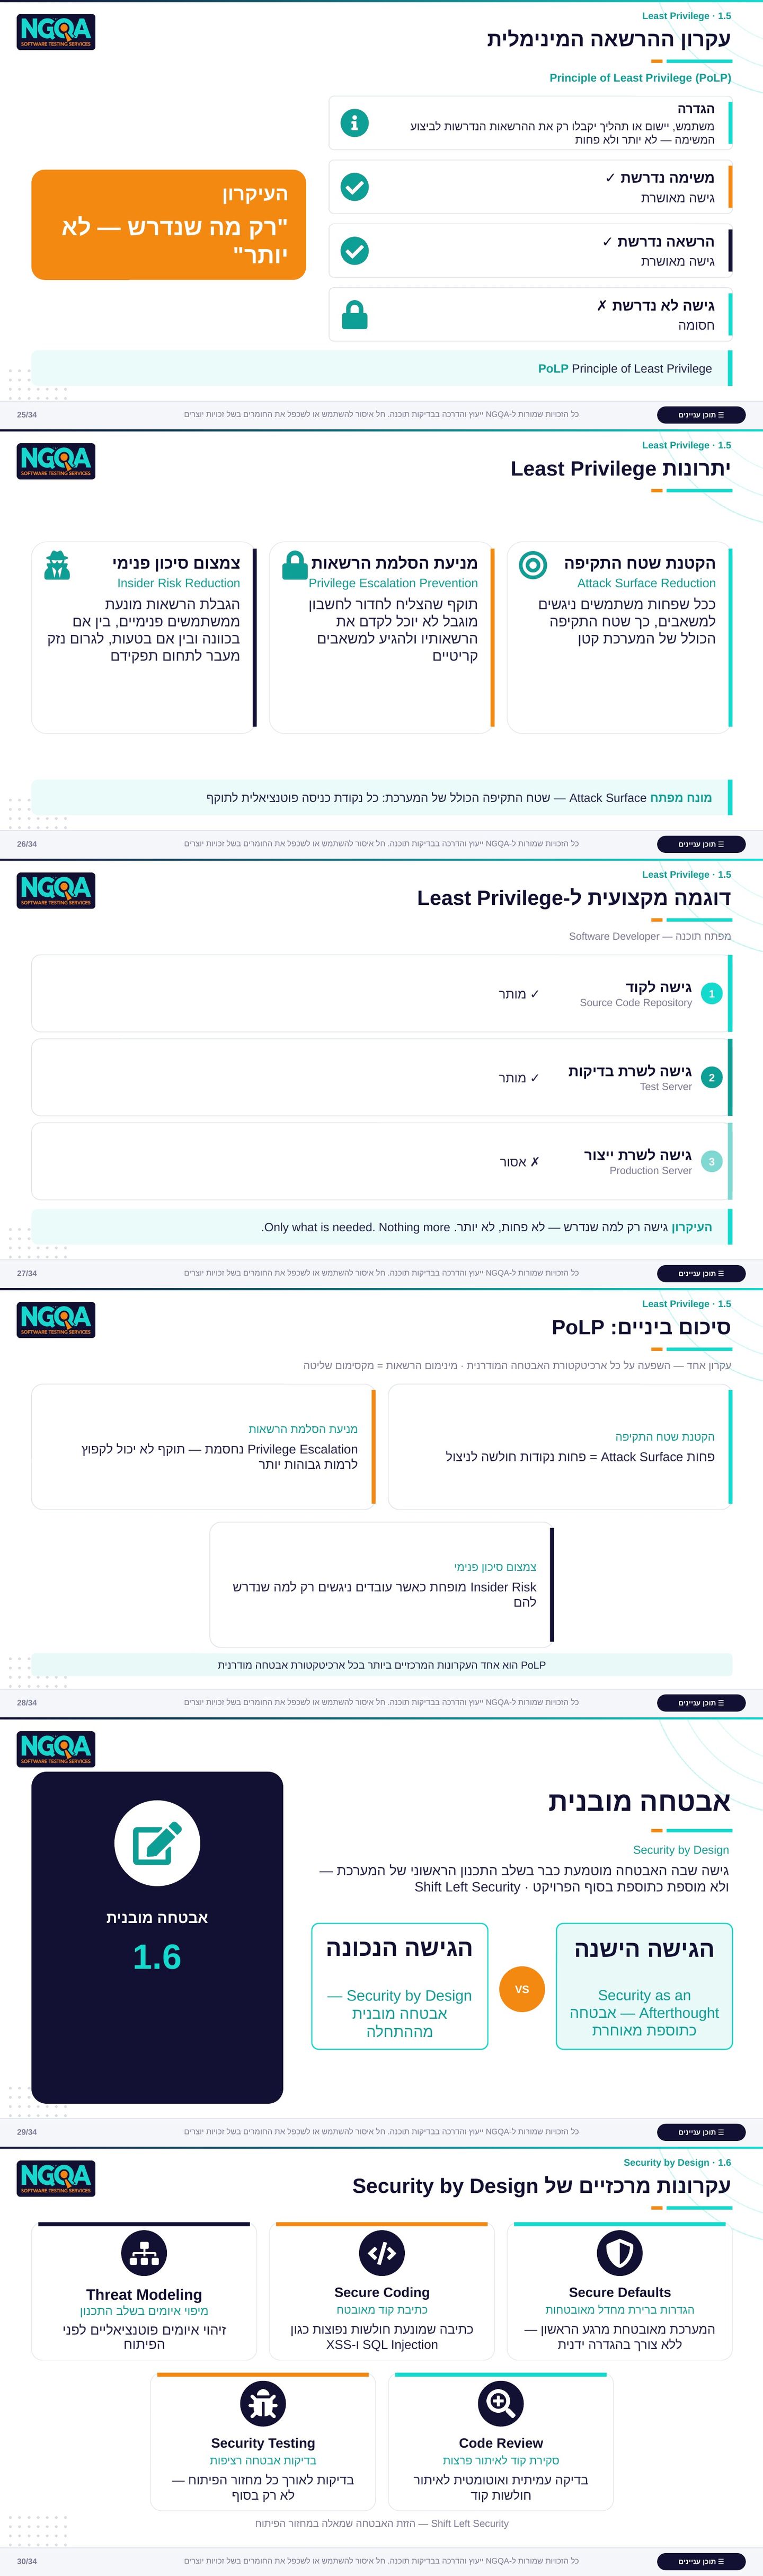 1.5 · Least Privilege
NGQA
SOFTWARE TESTING SERVICES
עקרון ההרשאה המינימלית
Principle of Least Privilege (PoLP)
הגדרה
משתמש, יישום או תהליך יקבלו רק את ההרשאות הנדרשות לביצוע
המשימה — לא יותר ולא פחות
משימה נדרשת ✓
גישה מאושרת
הרשאה נדרשת ✓
גישה מאושרת
גישה לא נדרשת ✗
חסומה
העיקרון
"רק מה שנדרש — לא
יותר"
PoLP Principle of Least Privilege
☰ תוכן עניינים
כל הזכויות שמורות ל-NGQA ייעוץ והדרכה בבדיקות תוכנה. חל איסור להשתמש או לשכפל את החומרים בשל זכויות יוצרים
25/34
1.5 · Least Privilege
NGQA
SOFTWARE TESTING SERVICES
יתרונות Least Privilege
הקטנת שטח התקיפה
Attack Surface Reduction
ככל שפחות משתמשים ניגשים
למשאבים, כך שטח התקיפה
הכולל של המערכת קטן
מניעת הסלמת הרשאות
Privilege Escalation Prevention
תוקף שהצליח לחדור לחשבון
מוגבל לא יוכל לקדם את
הרשאותיו ולהגיע למשאבים
קריטיים
צמצום סיכון פנימי
Insider Risk Reduction
הגבלת הרשאות מונעת
ממשתמשים פנימיים, בין אם
בכוונה ובין אם בטעות, לגרום נזק
מעבר לתחום תפקידם
מונח מפתח Attack Surface — שטח התקיפה הכולל של המערכת: כל נקודת כניסה פוטנציאלית לתוקף
☰ תוכן עניינים
כל הזכויות שמורות ל-NGQA ייעוץ והדרכה בבדיקות תוכנה. חל איסור להשתמש או לשכפל את החומרים בשל זכויות יוצרים
26/34
1.5 · Least Privilege
NGQA
SOFTWARE TESTING SERVICES
דוגמה מקצועית ל-Least Privilege
מפתח תוכנה — Software Developer
1
גישה לקוד
Source Code Repository
✓ מותר
2
גישה לשרת בדיקות
Test Server
✓ מותר
3
גישה לשרת ייצור
Production Server
✗ אסור
העיקרון גישה רק למה שנדרש — לא פחות, לא יותר. Only what is needed. Nothing more.
☰ תוכן עניינים
כל הזכויות שמורות ל-NGQA ייעוץ והדרכה בבדיקות תוכנה. חל איסור להשתמש או לשכפל את החומרים בשל זכויות יוצרים
27/34
1.5 · Least Privilege
NGQA
SOFTWARE TESTING SERVICES
סיכום ביניים: PoLP
עקרון אחד — השפעה על כל ארכיטקטורת האבטחה המודרנית · מינימום הרשאות = מקסימום שליטה
הקטנת שטח התקיפה
פחות Attack Surface = פחות נקודות חולשה לניצול
מניעת הסלמת הרשאות
Privilege Escalation נחסמת — תוקף לא יכול לקפוץ
לרמות גבוהות יותר
צמצום סיכון פנימי
Insider Risk מופחת כאשר עובדים ניגשים רק למה שנדרש
להם
PoLP הוא אחד העקרונות המרכזיים ביותר בכל ארכיטקטורת אבטחה מודרנית
☰ תוכן עניינים
כל הזכויות שמורות ל-NGQA ייעוץ והדרכה בבדיקות תוכנה. חל איסור להשתמש או לשכפל את החומרים בשל זכויות יוצרים
28/34
NGQA
SOFTWARE TESTING SERVICES
אבטחה מובנית
Security by Design
גישה שבה האבטחה מוטמעת כבר בשלב התכנון הראשוני של המערכת —
ולא מוספת כתוספת בסוף הפרויקט · Shift Left Security
הגישה הישנה
Security as an
Afterthought — אבטחה
כתוספת מאוחרת
VS
הגישה הנכונה
Security by Design —
אבטחה מובנית
מההתחלה
אבטחה מובנית
1.6
☰ תוכן עניינים
כל הזכויות שמורות ל-NGQA ייעוץ והדרכה בבדיקות תוכנה. חל איסור להשתמש או לשכפל את החומרים בשל זכויות יוצרים
29/34
1.6 · Security by Design
NGQA
SOFTWARE TESTING SERVICES
עקרונות מרכזיים של Security by Design
Secure Defaults
הגדרות ברירת מחדל מאובטחות
המערכת מאובטחת מרגע הראשון —
ללא צורך בהגדרה ידנית
Secure Coding
כתיבת קוד מאובטח
כתיבה שמונעת חולשות נפוצות כגון
SQL Injection ו-XSS
Threat Modeling
מיפוי איומים בשלב התכנון
זיהוי איומים פוטנציאליים לפני
הפיתוח
Code Review
סקירת קוד לאיתור פרצות
בדיקה עמיתית ואוטומטית לאיתור
חולשות קוד
Security Testing
בדיקות אבטחה רציפות
בדיקות לאורך כל מחזור הפיתוח —
לא רק בסוף
Shift Left Security — הזזת האבטחה שמאלה במחזור הפיתוח
☰ תוכן עניינים
כל הזכויות שמורות ל-NGQA ייעוץ והדרכה בבדיקות תוכנה. חל איסור להשתמש או לשכפל את החומרים בשל זכויות יוצרים
30/34